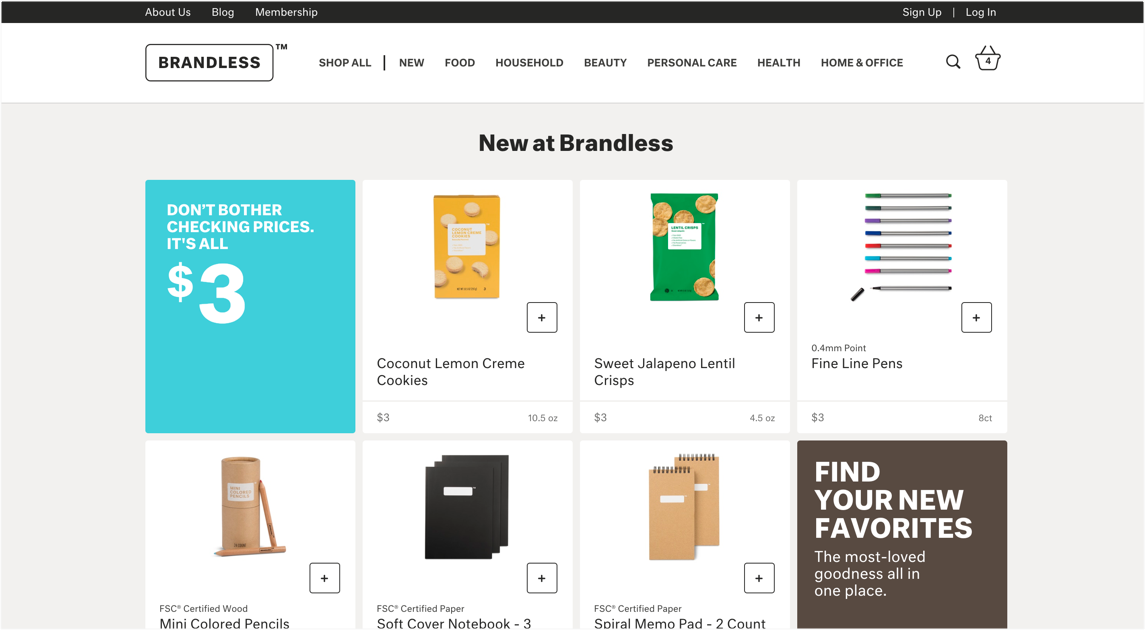 About Us Blog Membership Sign Up | Log In
BRANDLESS™
SHOP ALL | NEW FOOD HOUSEHOLD BEAUTY PERSONAL CARE HEALTH HOME & OFFICE 4
New at Brandless
DON'T BOTHER
CHECKING PRICES.
IT'S ALL
$3
COCONUT
LEMON CREME
COOKIES
+
Coconut Lemon Creme
Cookies
$3 10.5 oz
LENTIL CRISPS
+
Sweet Jalapeno Lentil
Crisps
$3 4.5 oz
+
0.4mm Point
Fine Line Pens
$3 8ct
MINI
COLORED
PENCILS
+
FSC® Certified Wood
Mini Colored Pencils
+
FSC® Certified Paper
Soft Cover Notebook - 3
+
FSC® Certified Paper
Spiral Memo Pad - 2 Count
FIND
YOUR NEW
FAVORITES
The most-loved
goodness all in
one place.